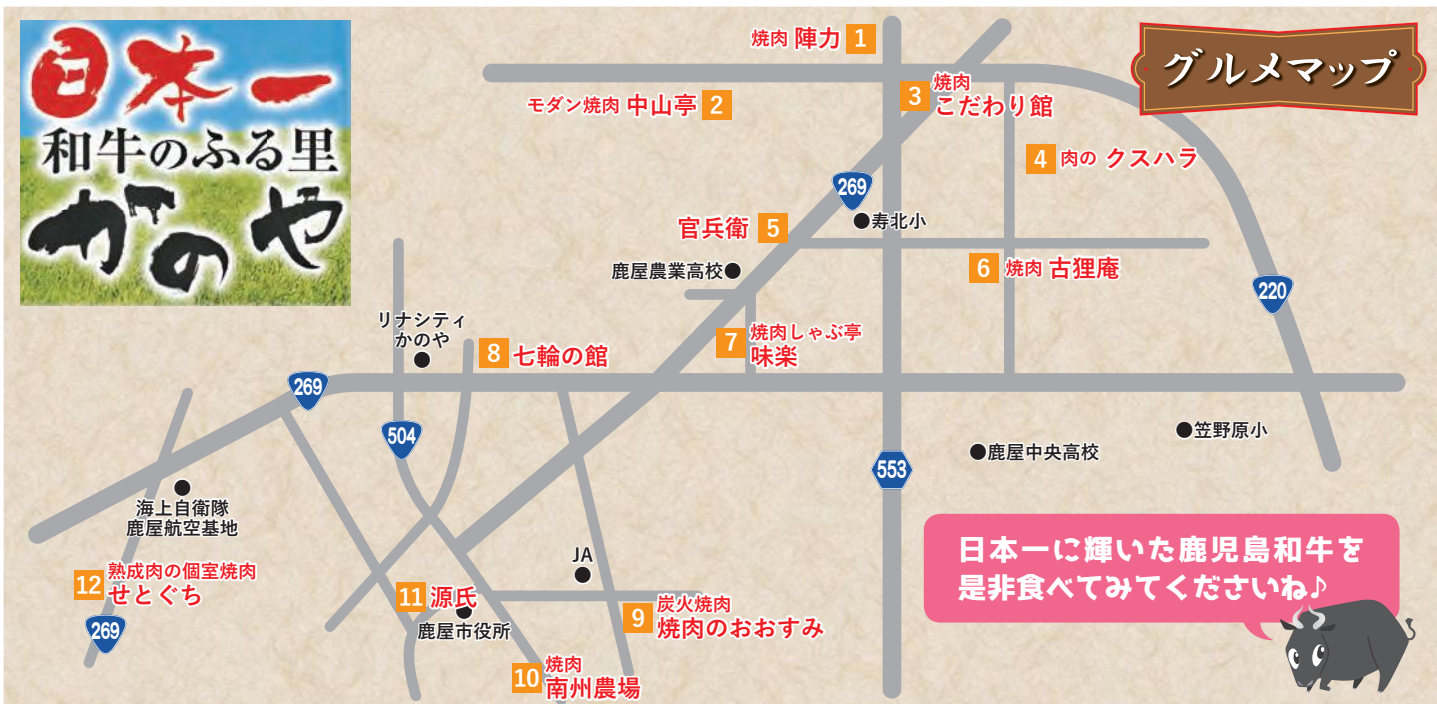 日本一
和牛のふる里
かのや
グルメマップ
焼肉 陣力 1
モダン焼肉 中山亭 2
3 焼肉
こだわり館
4 肉の クスハラ
269
寿北小
官兵衛 5
鹿屋農業高校
6 焼肉 古狸庵
220
リナシティ
かのや
8 七輪の館
7 焼肉しゃぶ亭
味楽
269
504
553
鹿屋中央高校
笠野原小
海上自衛隊
鹿屋航空基地
12 熟成肉の個室焼肉
せとぐち
269
11 源氏
鹿屋市役所
JA
9 炭火焼肉
焼肉のおおすみ
10 焼肉
南州農場
日本一に輝いた鹿児島和牛を
是非食べてみてくださいね♪